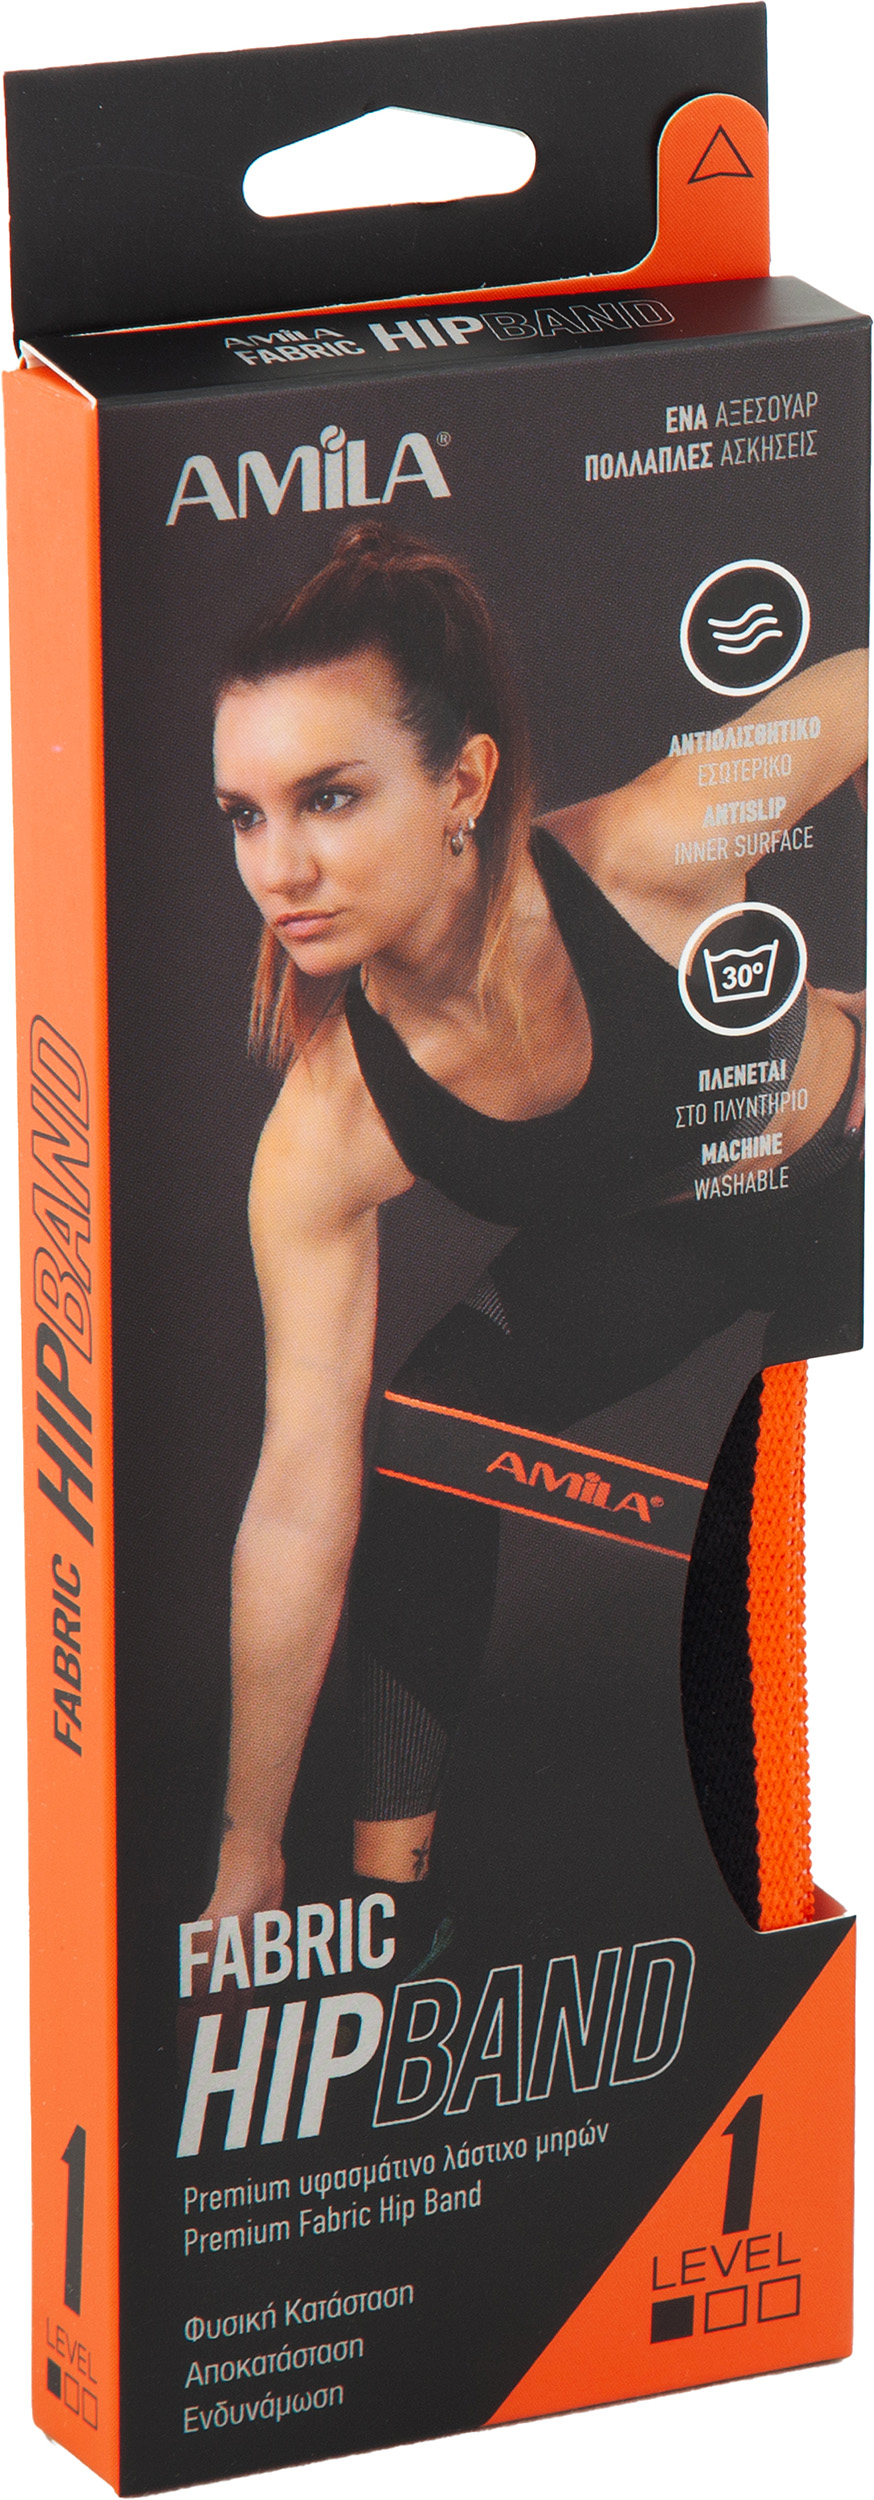 AMILA
FABRIC HIPBAND
AMILA®
ΕΝΑ ΑΞΕΣΟΥΑΡ
ΠΟΛΛΑΠΛΕΣ ΑΣΚΗΣΕΙΣ
ΑΝΤΙΟΛΙΣΘΗΤΙΚΟ
ΕΣΩΤΕΡΙΚΟ
ANTISLIP
INNER SURFACE
30º
ΠΛΕΝΕΤΑΙ
ΣΤΟ ΠΛΥΝΤΗΡΙΟ
MACHINE
WASHABLE
AMILA®
FABRIC
HIPBAND
Premium υφασμάτινο λάστιχο μηρών
Premium Fabric Hip Band
Φυσική Κατάσταση
Αποκατάσταση
Ενδυνάμωση
1
LEVEL
FABRIC HIPBAND
1
LEVEL